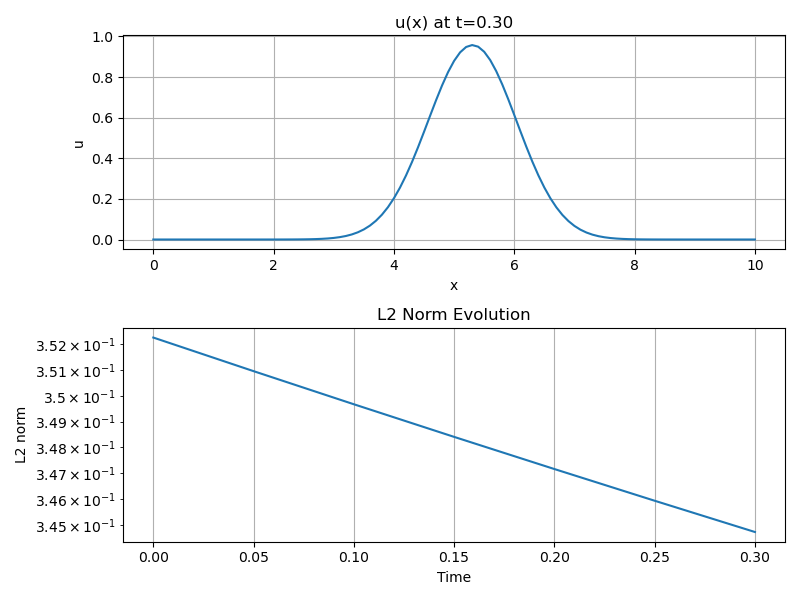 u(x) at t=0.30
1.0
0.8
0.6
0.4
0.2
0.0
u
0 2 4 6 8 10
x
L2 Norm Evolution
3.52 × 10⁻¹
3.51 × 10⁻¹
3.5 × 10⁻¹
3.49 × 10⁻¹
3.48 × 10⁻¹
3.47 × 10⁻¹
3.46 × 10⁻¹
3.45 × 10⁻¹
L2 norm
0.00 0.05 0.10 0.15 0.20 0.25 0.30
Time